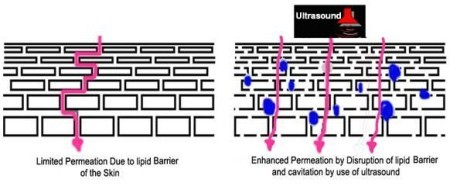 Ultrasound
Limited Permeation Due to lipid Barrier
of the Skin
Enhanced Permeation by Disruption of lipid Barrier
and cavitation by use of ultrasound